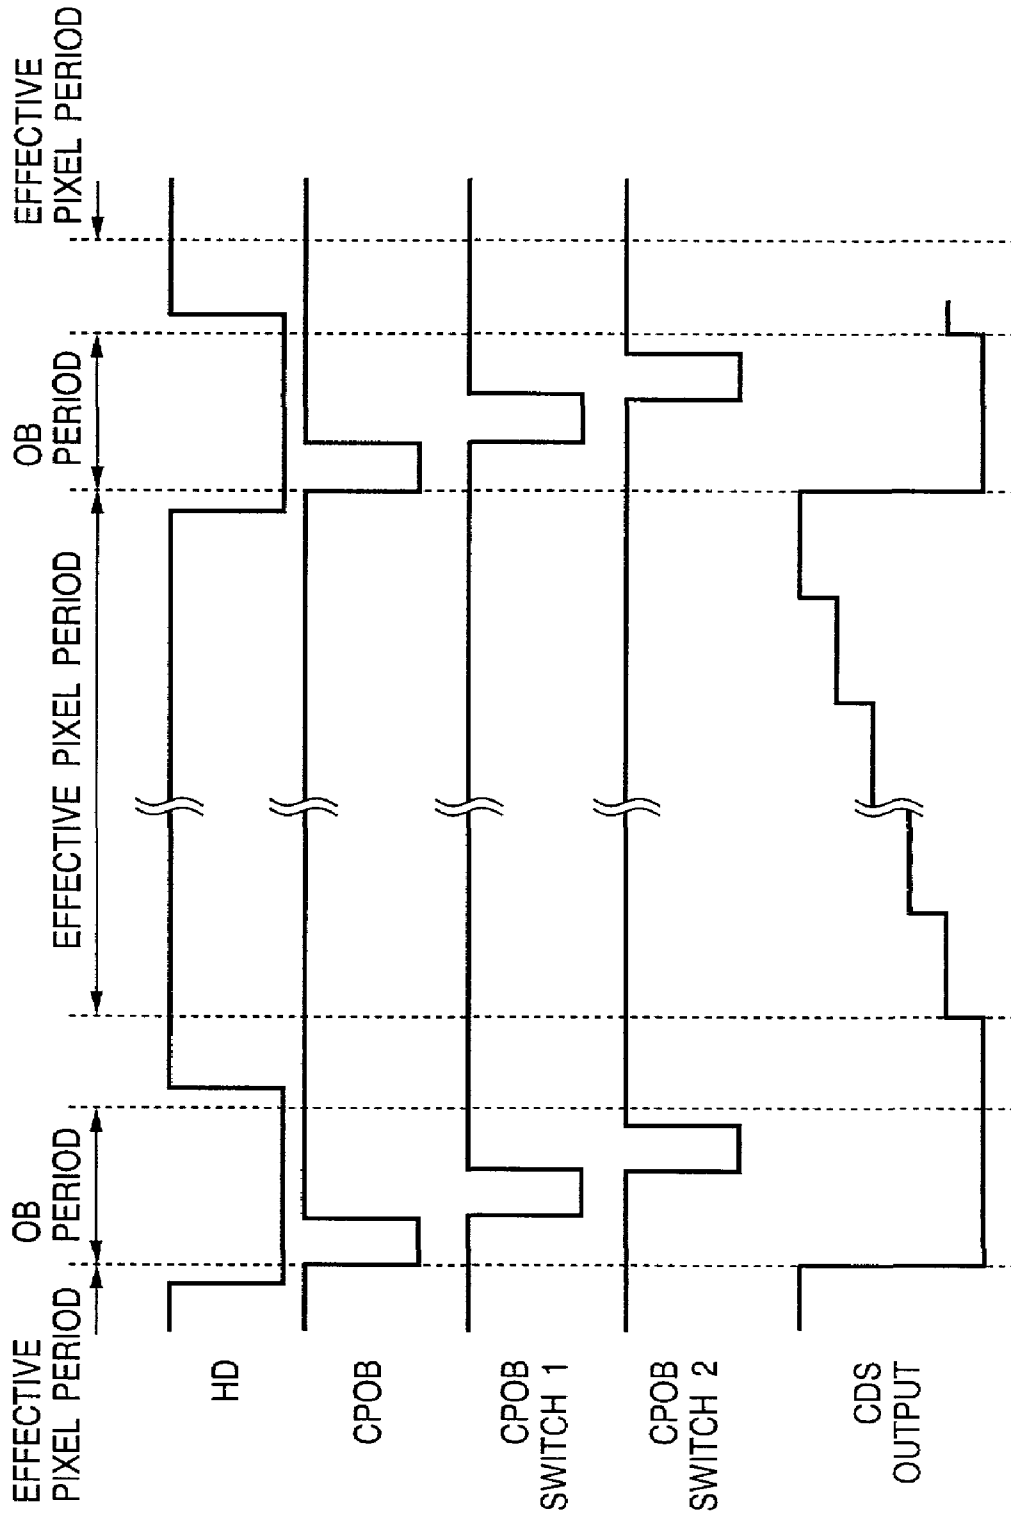 EFFECTIVE
PIXEL PERIOD
OB
PERIOD
EFFECTIVE PIXEL PERIOD
OB
PERIOD
EFFECTIVE
PIXEL PERIOD
HD
CPOB
CPOB
SWITCH 1
CPOB
SWITCH 2
CDS
OUTPUT